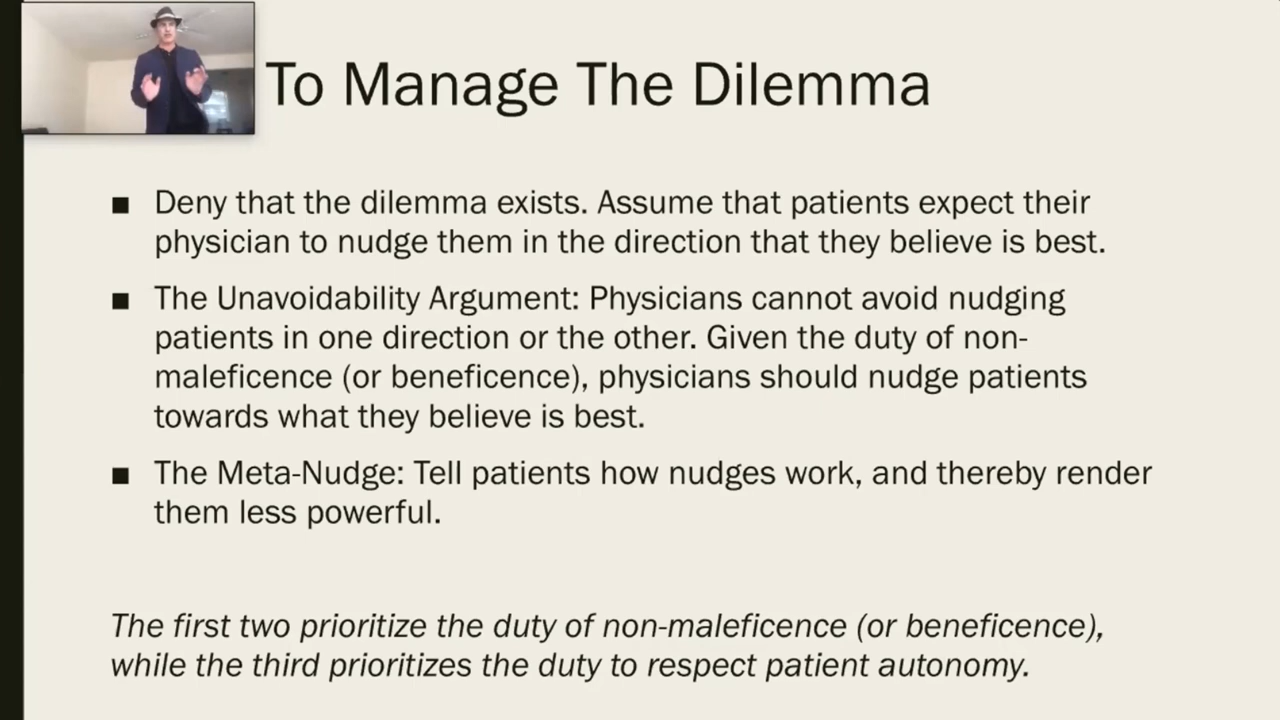 To Manage The Dilemma
■ Deny that the dilemma exists. Assume that patients expect their
physician to nudge them in the direction that they believe is best.
■ The Unavoidability Argument: Physicians cannot avoid nudging
patients in one direction or the other. Given the duty of non-
maleficence (or beneficence), physicians should nudge patients
towards what they believe is best.
■ The Meta-Nudge: Tell patients how nudges work, and thereby render
them less powerful.
The first two prioritize the duty of non-maleficence (or beneficence),
while the third prioritizes the duty to respect patient autonomy.